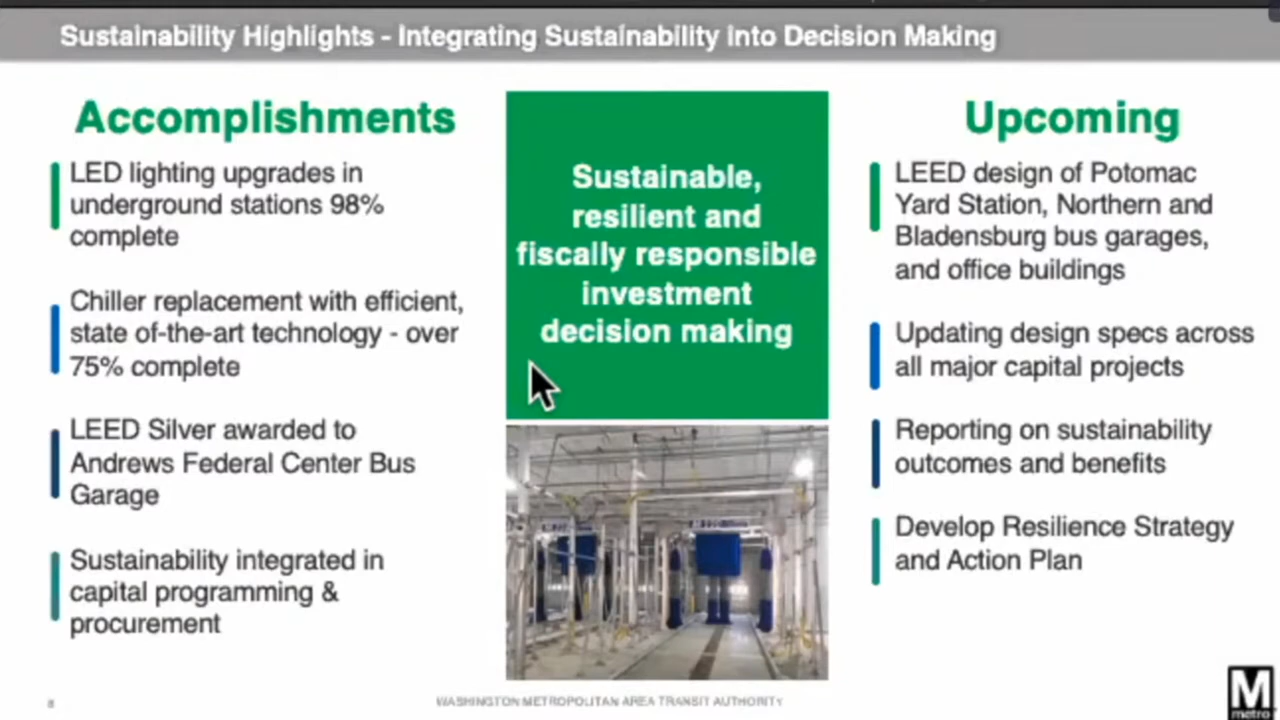 Sustainability Highlights - Integrating Sustainability into Decision Making
Accomplishments
LED lighting upgrades in
underground stations 98%
complete
Chiller replacement with efficient,
state of-the-art technology - over
75% complete
LEED Silver awarded to
Andrews Federal Center Bus
Garage
Sustainability integrated in
capital programming &
procurement
Sustainable,
resilient and
fiscally responsible
investment
decision making
Upcoming
LEED design of Potomac
Yard Station, Northern and
Bladensburg bus garages,
and office buildings
Updating design specs across
all major capital projects
Reporting on sustainability
outcomes and benefits
Develop Resilience Strategy
and Action Plan
WASHINGTON METROPOLITAN AREA TRANSIT AUTHORITY
M
metro